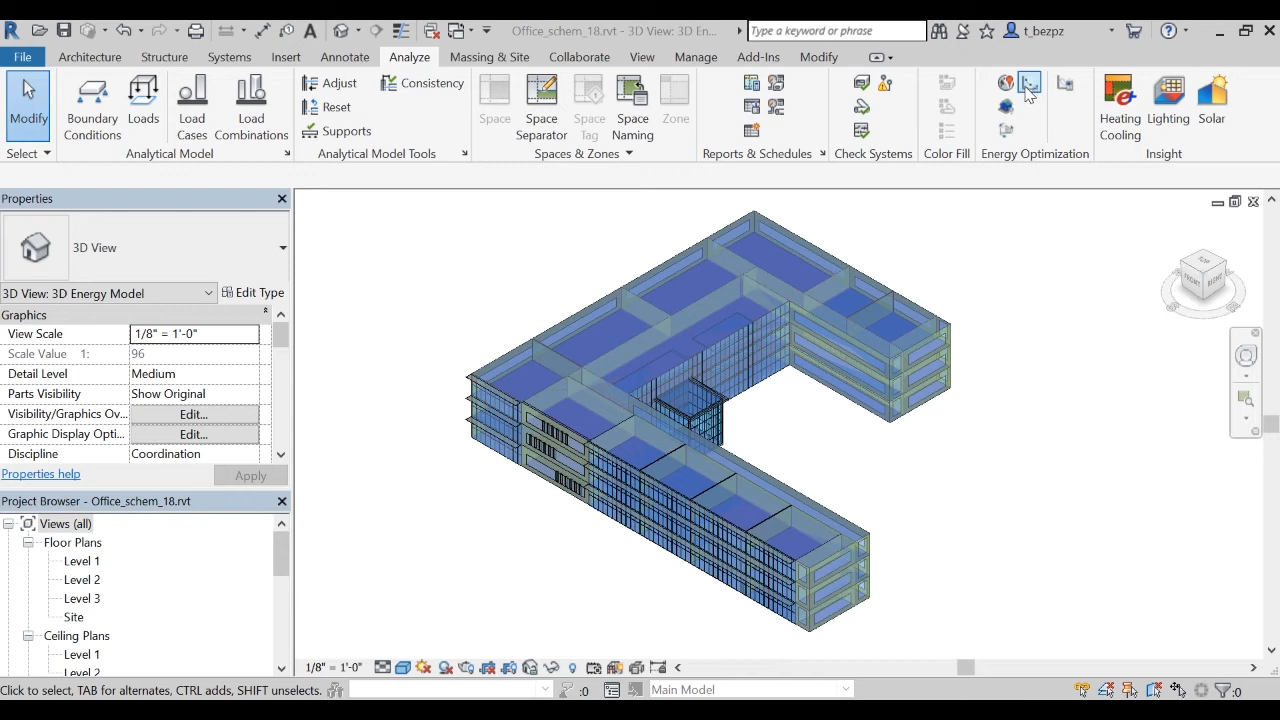 Office_schem_18.rvt - 3D View: 3D En...
Type a keyword or phrase
t_bezpz
File
Architecture
Structure
Systems
Insert
Annotate
Analyze
Massing & Site
Collaborate
View
Manage
Add-Ins
Modify
Modify
Boundary
Conditions
Loads
Load
Cases
Load
Combinations
Adjust
Reset
Supports
Consistency
Space
Space
Separator
Space
Tag
Space
Naming
Zone
Heating
Cooling
Lighting
Solar
Select
Analytical Model
Analytical Model Tools
Spaces & Zones
Reports & Schedules
Check Systems
Color Fill
Energy Optimization
Insight
Properties
3D View
3D View: 3D Energy Model
Edit Type
Graphics
View Scale 1/8" = 1'-0"
Scale Value 1: 96
Detail Level Medium
Parts Visibility Show Original
Visibility/Graphics Ov... Edit...
Graphic Display Opti... Edit...
Discipline Coordination
Properties help
Apply
Project Browser - Office_schem_18.rvt
Views (all)
Floor Plans
Level 1
Level 2
Level 3
Site
Ceiling Plans
Level 1
Level 2
TOP
FRONT
RIGHT
1/8" = 1'-0"
Click to select, TAB for alternates, CTRL adds, SHIFT unselects.
:0
Main Model
:0